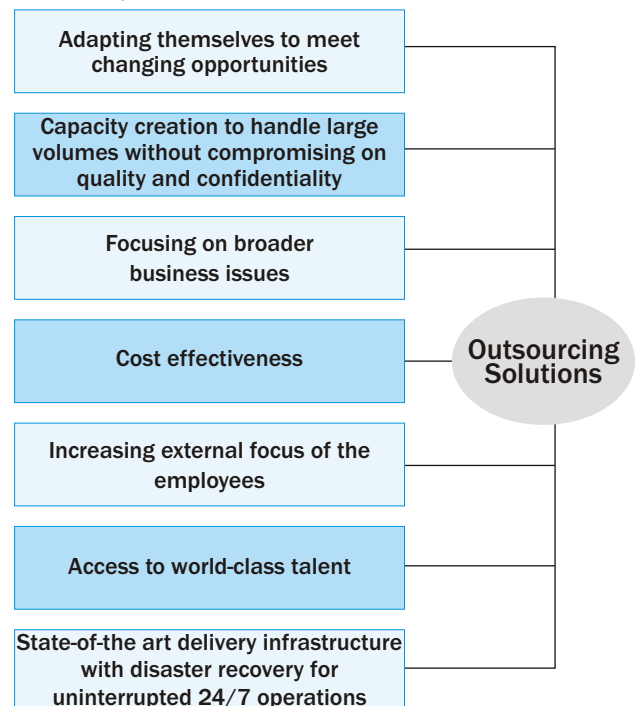 Adapting themselves to meet
changing opportunities
Capacity creation to handle large
volumes without compromising on
quality and confidentiality
Focusing on broader
business issues
Cost effectiveness
Increasing external focus of the
employees
Access to world-class talent
State-of-the art delivery infrastructure
with disaster recovery for
uninterrupted 24/7 operations
Outsourcing
Solutions